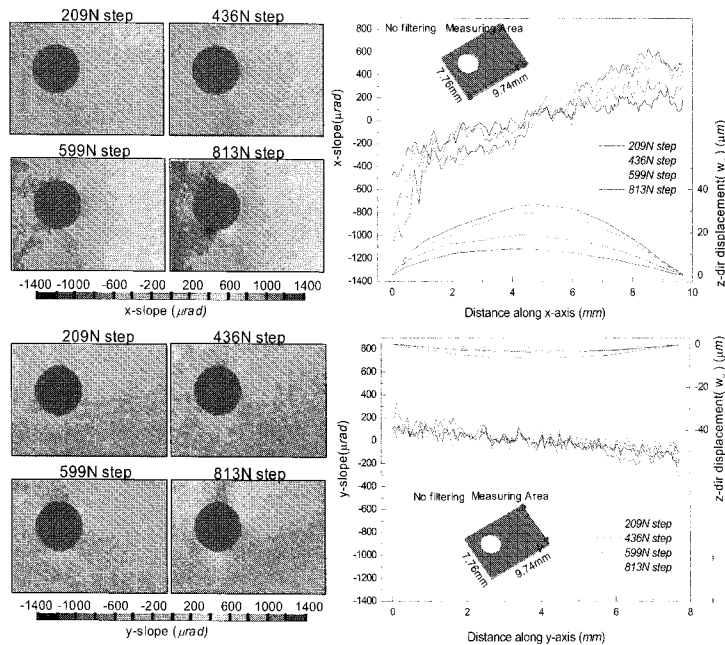 209N step 436N step
599N step 813N step
-1400 -1000 -600 -200 200 600 1000 1400
x-slope (μrad)
800
600
400
200
0
-200
-400
-600
-800
-1000
-1200
-1400
x-slope(μrad)
No filtering Measuring Area
7.76mm
9.74mm
209N step
436N step
599N step
813N step
40
20
0
z-dir displacement( w ) (μm)
0 2 4 6 8 10
Distance along x-axis (mm)
209N step 436N step
599N step 813N step
-1400 -1000 -600 -200 200 600 1000 1400
y-slope (μrad)
800
600
400
200
0
-200
-400
-600
-800
-1000
-1200
-1400
y-slope(μrad)
0
-20
-40
z-dir displacement( w ) (μm)
No filtering Measuring Area
7.76mm
9.74mm
209N step
436N step
599N step
813N step
0 2 4 6 8
Distance along y-axis (mm)